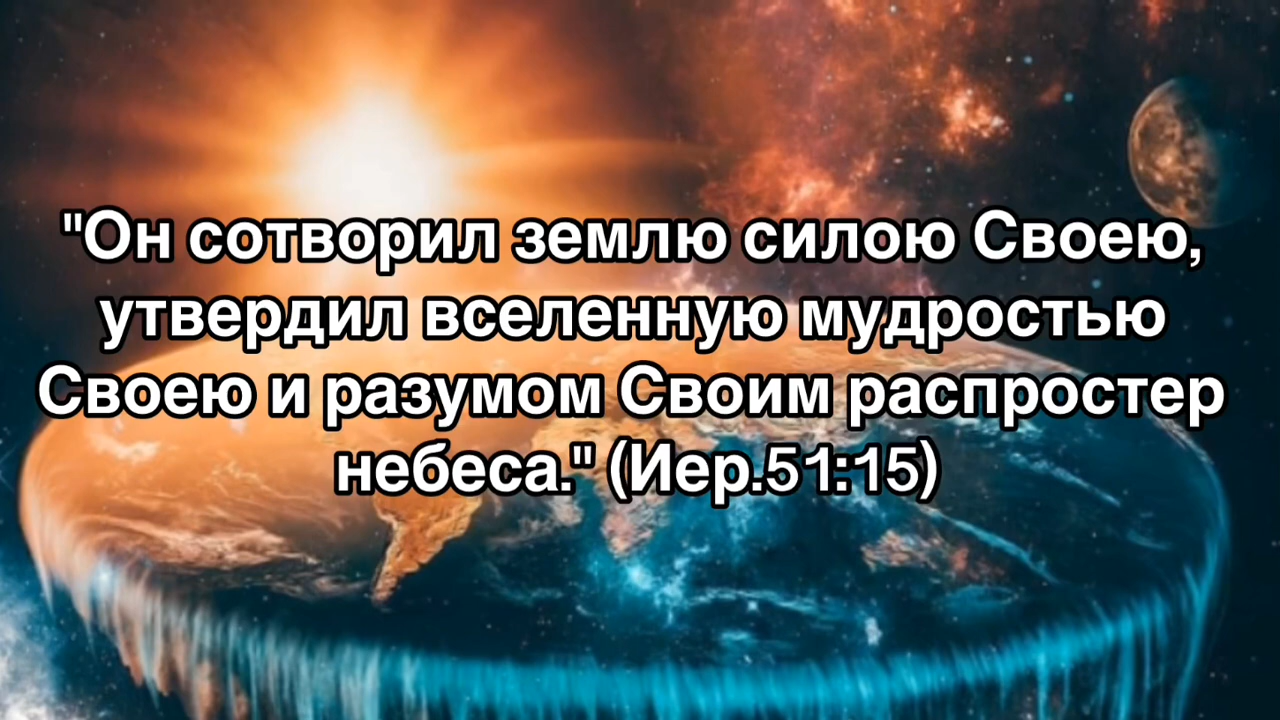 "Он сотворил землю силою Своею,
утвердил вселенную мудростью
Своею и разумом Своим распростер
небеса." (Иер.51:15)